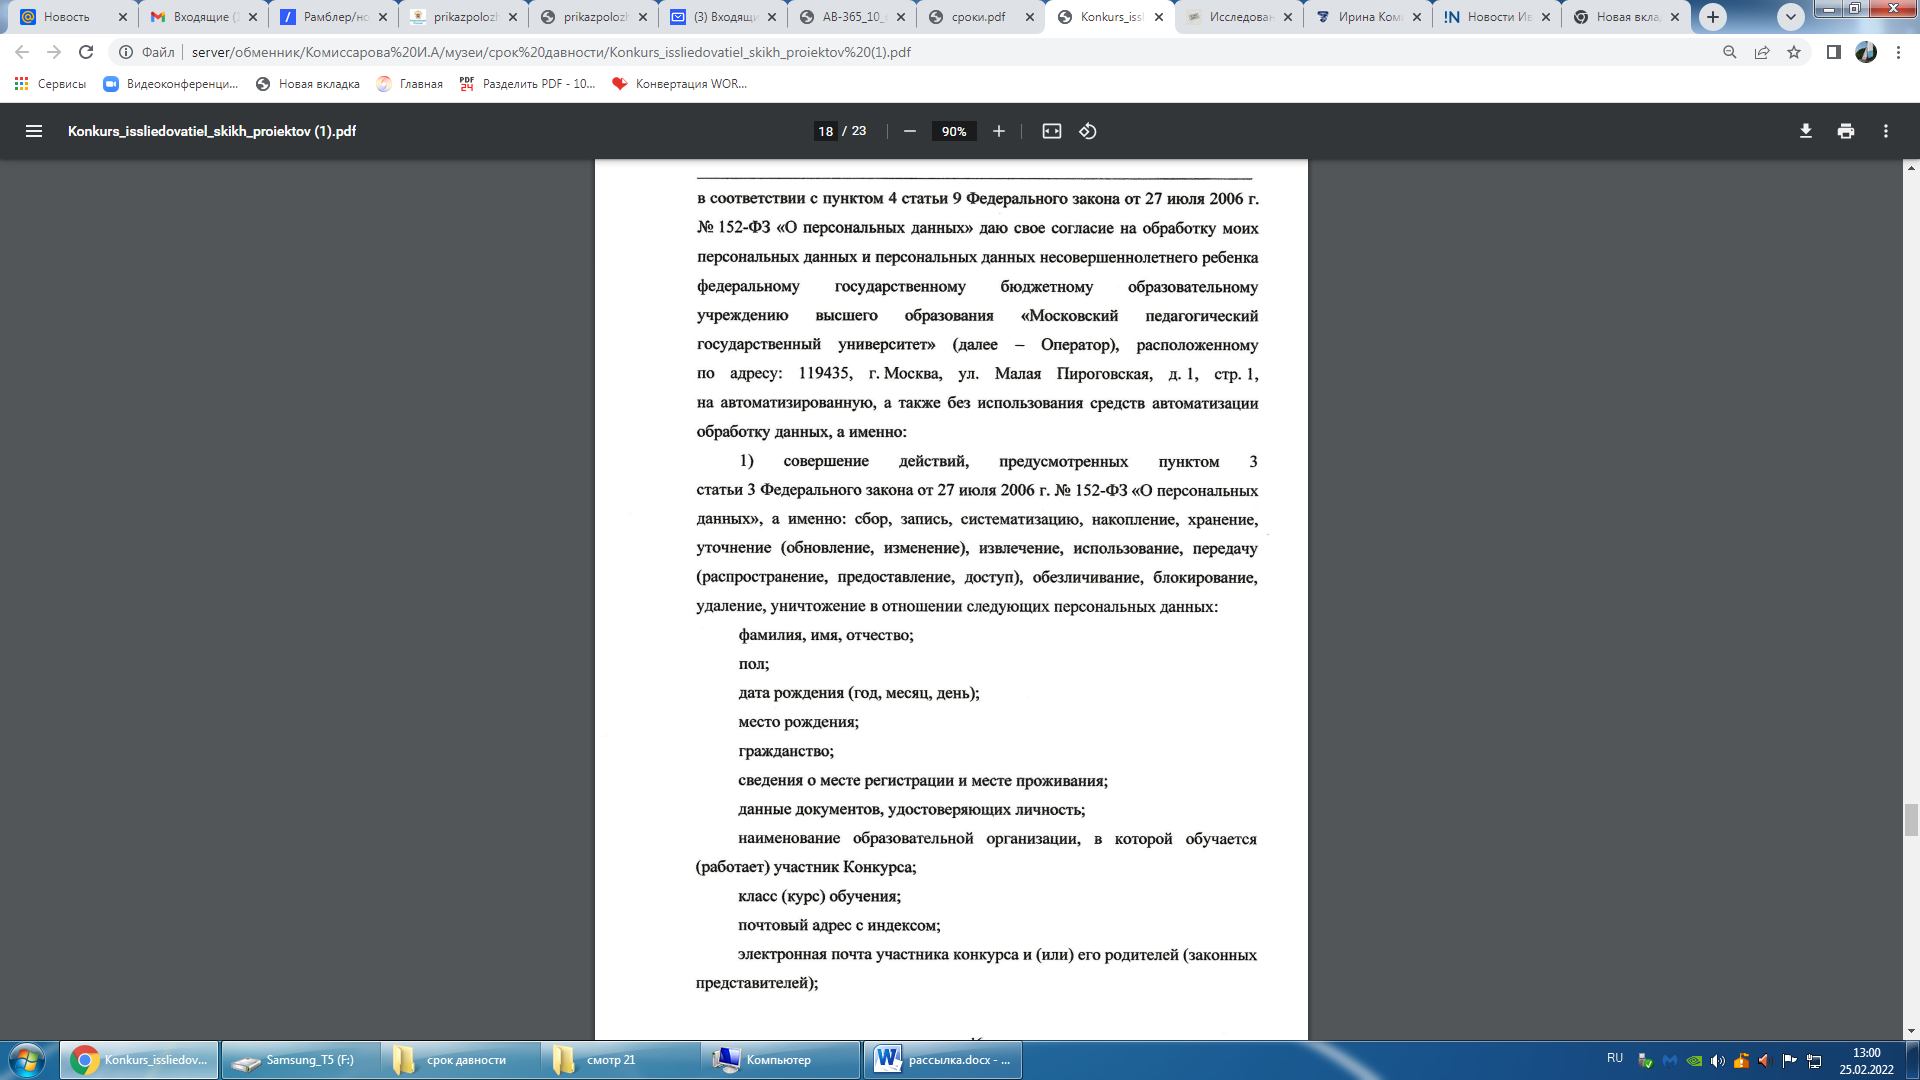 Новость
Входящие (
Рамблер/но
prikazpolozh
prikazpolozh
(3) Входящи
AB-365_10_
сроки.pdf
Konkurs_issl
Исследован
Ирина Ком
Новости Ив
Новая вкла
Файл
server/обменник/Комиссарова%20И.А/музеи/срок%20давности/Konkurs_issliedovatiel_skikh_proiektov%20(1).pdf
Сервисы
Видеоконференци...
Новая вкладка
Главная
PDF 24
Разделить PDF - 10...
Конвертация WOR...
Konkurs_issliedovatiel_skikh_proiektov (1).pdf
18 / 23
90%
в соответствии с пунктом 4 статьи 9 Федерального закона от 27 июля 2006 г.
№ 152-ФЗ «О персональных данных» даю свое согласие на обработку моих
персональных данных и персональных данных несовершеннолетнего ребенка
федеральному государственному бюджетному образовательному
учреждению высшего образования «Московский педагогический
государственный университет» (далее – Оператор), расположенному
по адресу: 119435, г. Москва, ул. Малая Пироговская, д. 1, стр. 1,
на автоматизированную, а также без использования средств автоматизации
обработку данных, а именно:
1) совершение действий, предусмотренных пунктом 3
статьи 3 Федерального закона от 27 июля 2006 г. № 152-ФЗ «О персональных
данных», а именно: сбор, запись, систематизацию, накопление, хранение,
уточнение (обновление, изменение), извлечение, использование, передачу
(распространение, предоставление, доступ), обезличивание, блокирование,
удаление, уничтожение в отношении следующих персональных данных:
фамилия, имя, отчество;
пол;
дата рождения (год, месяц, день);
место рождения;
гражданство;
сведения о месте регистрации и месте проживания;
данные документов, удостоверяющих личность;
наименование образовательной организации, в которой обучается
(работает) участник Конкурса;
класс (курс) обучения;
почтовый адрес с индексом;
электронная почта участника конкурса и (или) его родителей (законных
представителей);
Konkurs_issliedov...
Samsung_T5 (F:)
срок давности
смотр 21
Компьютер
рассылка.docx - ...
RU
13:00
25.02.2022